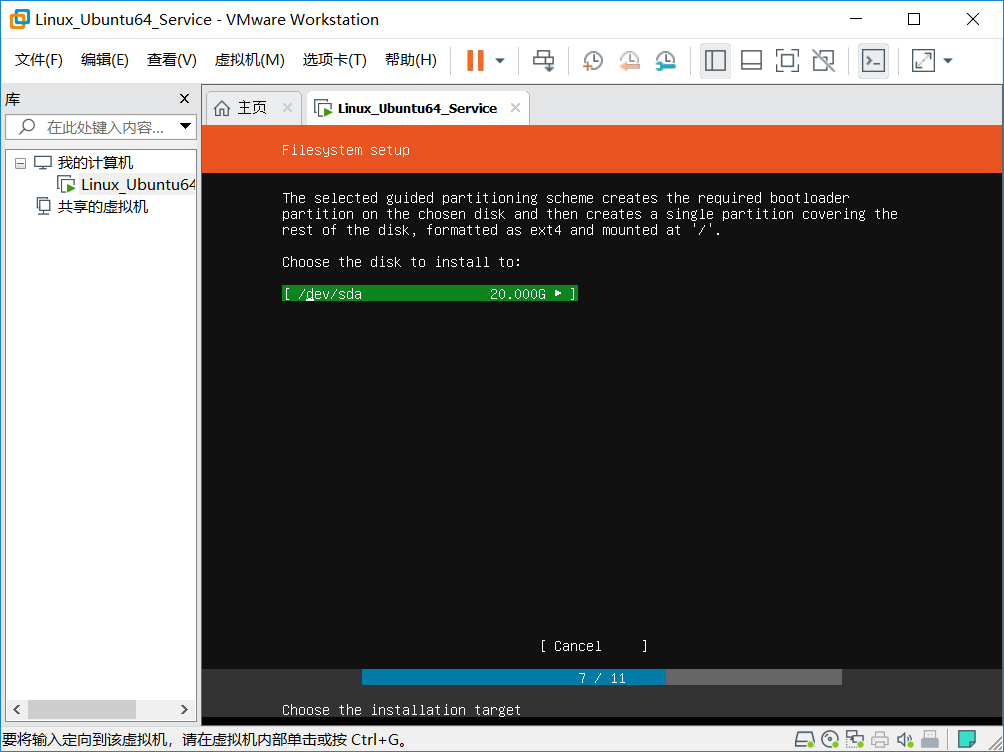 Linux_Ubuntu64_Service - VMware Workstation
文件(F) 编辑(E) 查看(V) 虚拟机(M) 选项卡(T) 帮助(H)
库
在此处键入内容...
我的计算机
Linux_Ubuntu64
共享的虚拟机
主页 Linux_Ubuntu64_Service
Filesystem setup
The selected guided partitioning scheme creates the required bootloader
partition on the chosen disk and then creates a single partition covering the
rest of the disk, formatted as ext4 and mounted at '/'.
Choose the disk to install to:
[ /dev/sda 20.000G ► ]
[ Cancel ]
7 / 11
Choose the installation target
要将输入定向到该虚拟机，请在虚拟机内部单击或按 Ctrl+G。